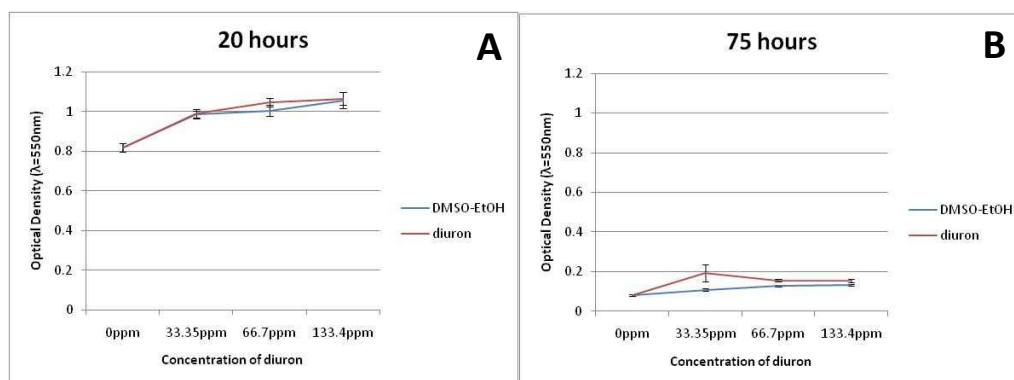 20 hours
A
1.2
1
0.8
0.6
0.4
0.2
0
Optical Density (λ=550nm)
0ppm 33.35ppm 66.7ppm 133.4ppm
Concentration of diuron
DMSO-EtOH
diuron
75 hours
B
1.2
1
0.8
0.6
0.4
0.2
0
Optical Density (λ=550nm)
0ppm 33.35ppm 66.7ppm 133.4ppm
Concentration of diuron
DMSO-EtOH
diuron